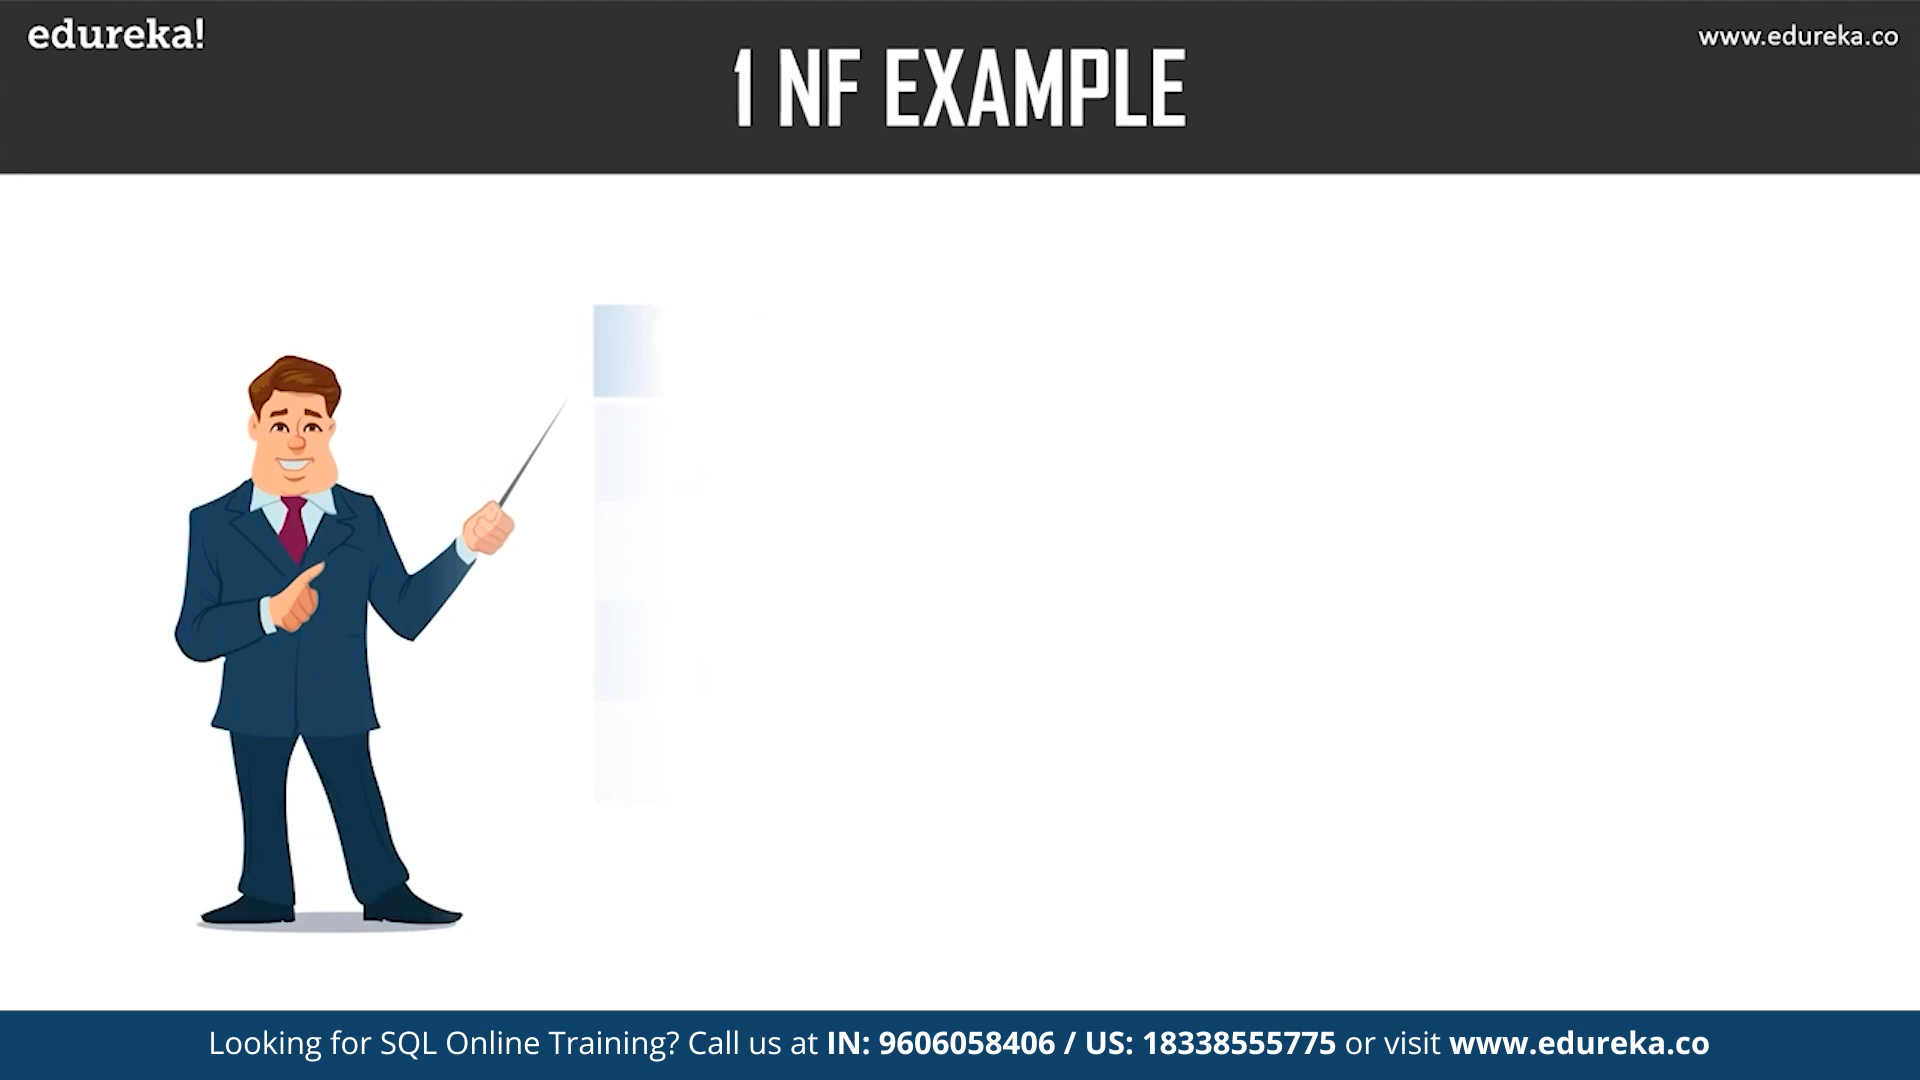 edureka!
www.edureka.co
1 NF EXAMPLE
Looking for SQL Online Training? Call us at IN: 9606058406 / US: 18338555775 or visit www.edureka.co